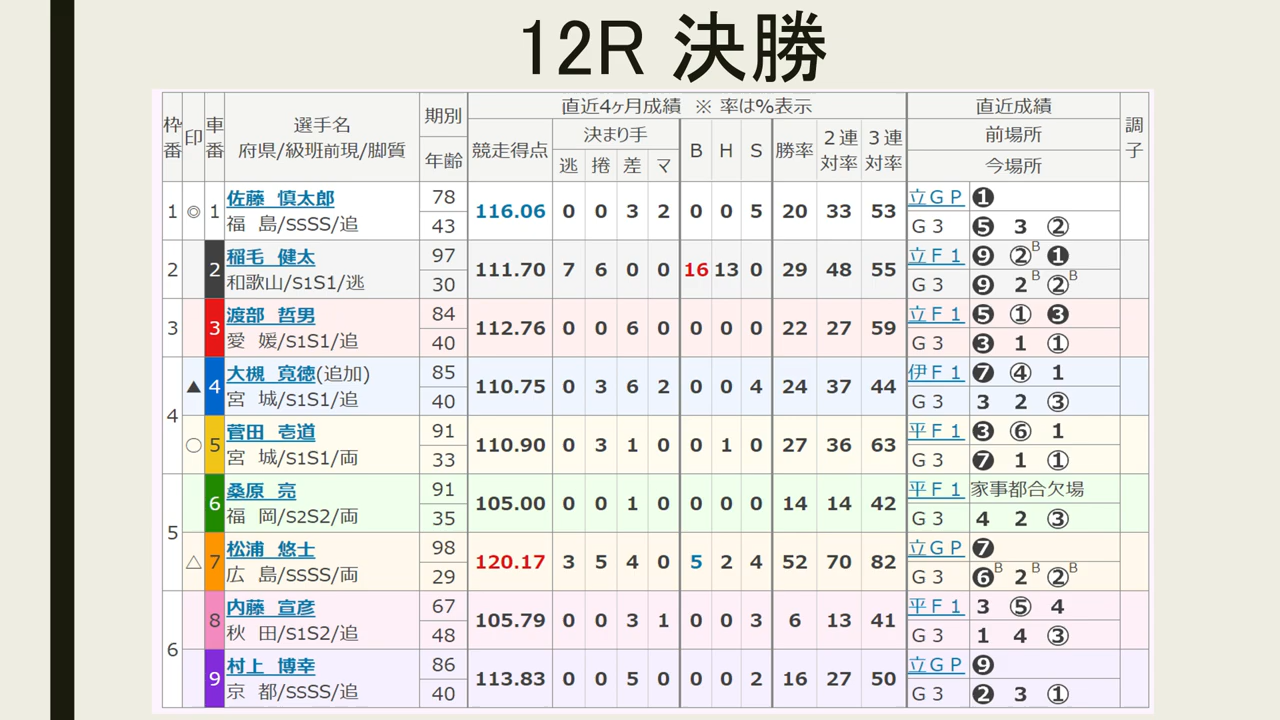 12R 決勝
枠番 印 車番 選手名 府県/級班前現/脚質 期別 年齢 直近4ヶ月成績 ※ 率は%表示 直近成績 調子
競走得点 決まり手 B H S 勝率 2連対率 3連対率 前場所
逃 捲 差 マ 今場所
1 ◎ 1 佐藤 慎太郎 78 116.06 0 0 3 2 0 0 5 20 33 53 立GP ❶
福 島/SSSS/追 43 G3 ❺ 3 ②
2 2 稲毛 健太 97 111.70 7 6 0 0 16 13 0 29 48 55 立F1 ❾ ②B ❶
和歌山/S1S1/逃 30 G3 ❾ 2B ②B
3 3 渡部 哲男 84 112.76 0 0 6 0 0 0 0 22 27 59 立F1 ❺ ① ❸
愛 媛/S1S1/追 40 G3 ❸ 1 ①
4 ▲ 4 大槻 寛徳(追加) 85 110.75 0 3 6 2 0 0 4 24 37 44 伊F1 ❼ ④ 1
宮 城/S1S1/追 40 G3 3 2 ③
○ 5 菅田 壱道 91 110.90 0 3 1 0 0 1 0 27 36 63 平F1 ❸ ⑥ 1
宮 城/S1S1/両 33 G3 ❼ 1 ①
5 6 桑原 亮 91 105.00 0 0 1 0 0 0 0 14 14 42 平F1 家事都合欠場
福 岡/S2S2/両 35 G3 4 2 ③
△ 7 松浦 悠士 98 120.17 3 5 4 0 5 2 4 52 70 82 立GP ❼
広 島/SSSS/両 29 G3 ❻B 2B ②B
6 8 内藤 宣彦 67 105.79 0 0 3 1 0 0 3 6 13 41 平F1 3 ⑤ 4
秋 田/S1S2/追 48 G3 1 4 ③
9 村上 博幸 86 113.83 0 0 5 0 0 0 2 16 27 50 立GP ❾
京 都/SSSS/追 40 G3 ❷ 3 ①